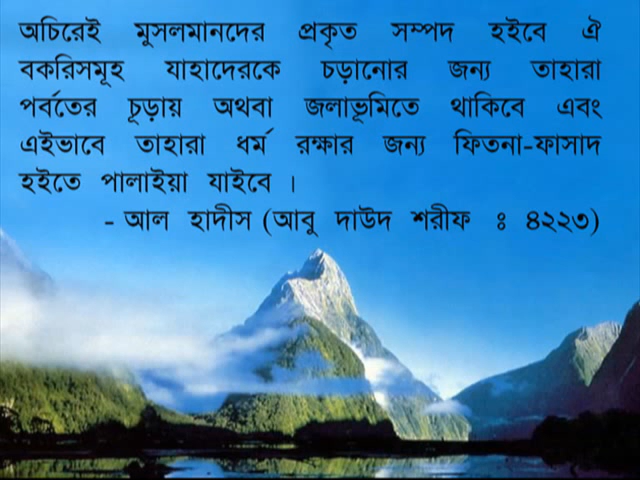 অচিরেই মুসলমানদের প্রকৃত সম্পদ হইবে ঐ
বকরিসমূহ যাহাদেরকে চড়ানোর জন্য তাহারা
পর্বতের চূড়ায় অথবা জলাভূমিতে থাকিবে এবং
এইভাবে তাহারা ধর্ম রক্ষার জন্য ফিতনা-ফাসাদ
হইতে পালাইয়া যাইবে ।
- আল হাদীস (আবু দাউদ শরীফ ঃ ৪২২৩)